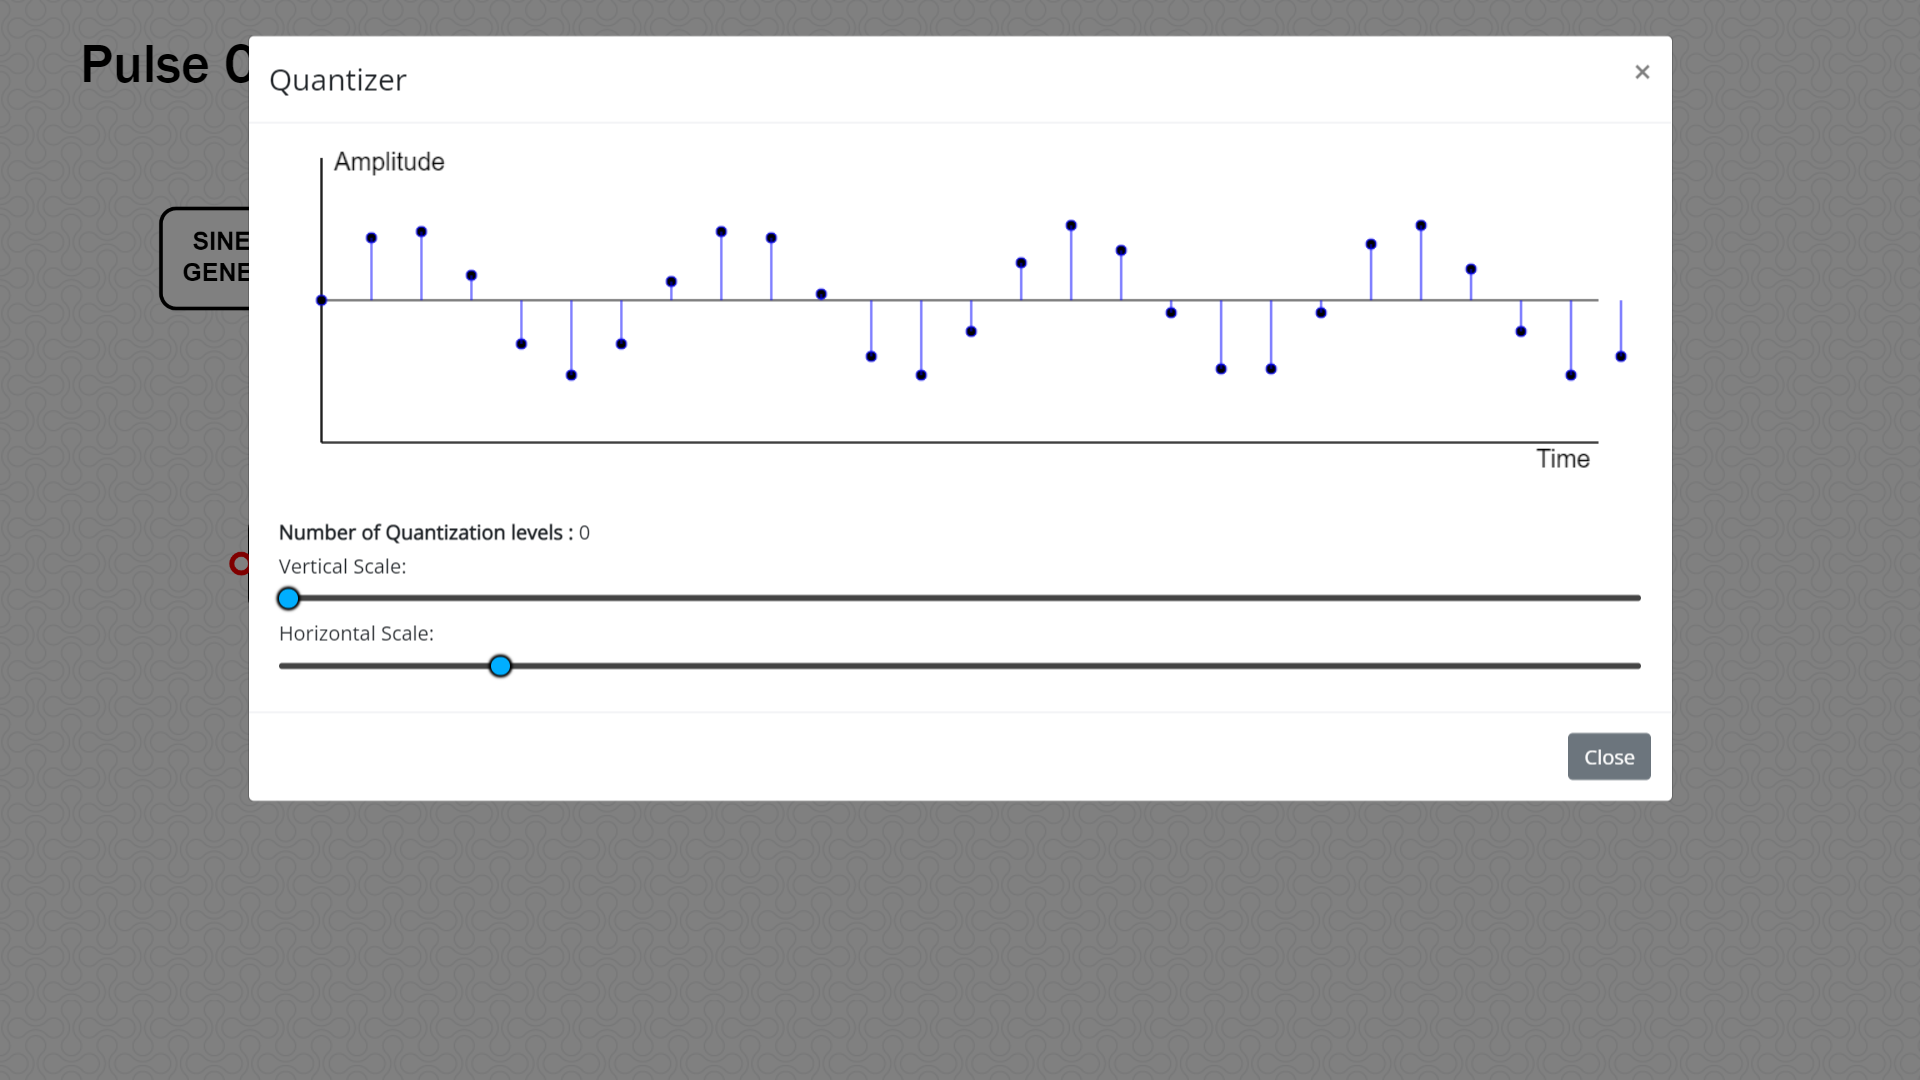 Pulse
Quantizer
×
SINE
GENE
Amplitude
Time
Number of Quantization levels : 0
Vertical Scale:
Horizontal Scale:
Close